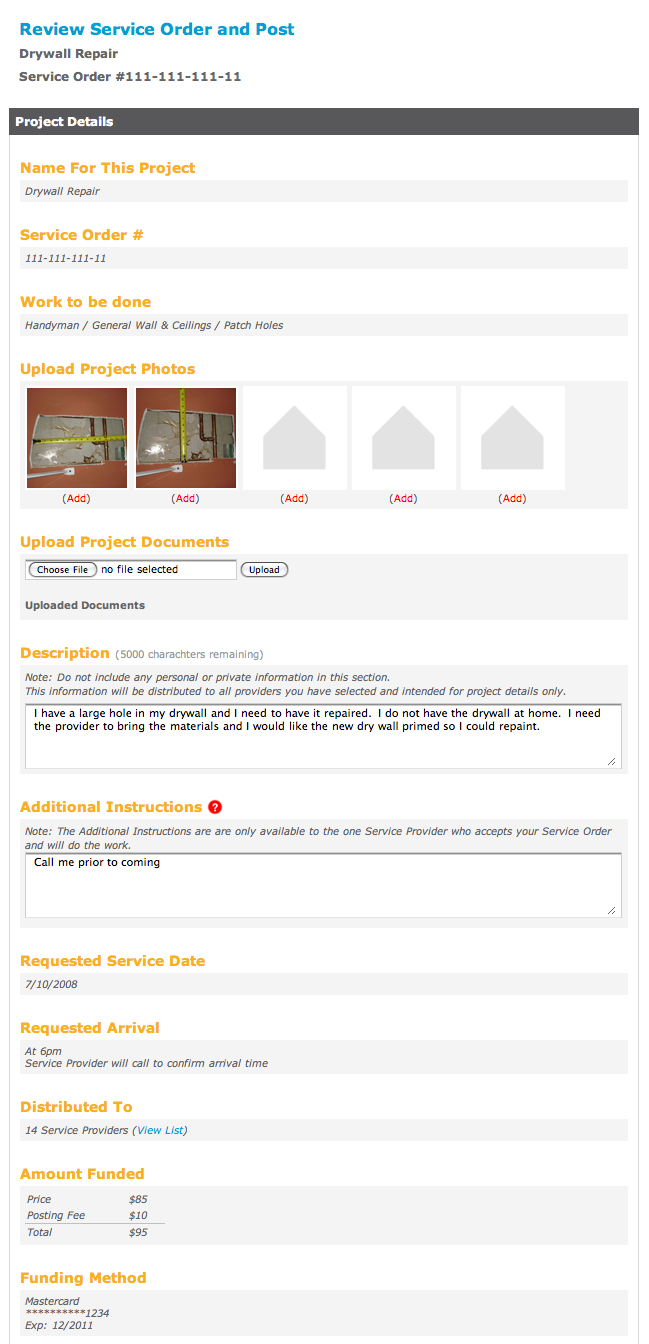 Review Service Order and Post
Drywall Repair
Service Order #111-111-111-11
Project Details
Name For This Project
Drywall Repair
Service Order #
111-111-111-11
Work to be done
Handyman / General Wall & Ceilings / Patch Holes
Upload Project Photos
(Add) (Add) (Add) (Add) (Add)
Upload Project Documents
Choose File no file selected Upload
Uploaded Documents
Description (5000 charachters remaining)
Note: Do not include any personal or private information in this section.
This information will be distributed to all providers you have selected and intended for project details only.
I have a large hole in my drywall and I need to have it repaired. I do not have the drywall at home. I need
the provider to bring the materials and I would like the new dry wall primed so I could repaint.
Additional Instructions ?
Note: The Additional Instructions are are only available to the one Service Provider who accepts your Service Order
and will do the work.
Call me prior to coming
Requested Service Date
7/10/2008
Requested Arrival
At 6pm
Service Provider will call to confirm arrival time
Distributed To
14 Service Providers (View List)
Amount Funded
Price $85
Posting Fee $10
Total $95
Funding Method
Mastercard
**********1234
Exp: 12/2011